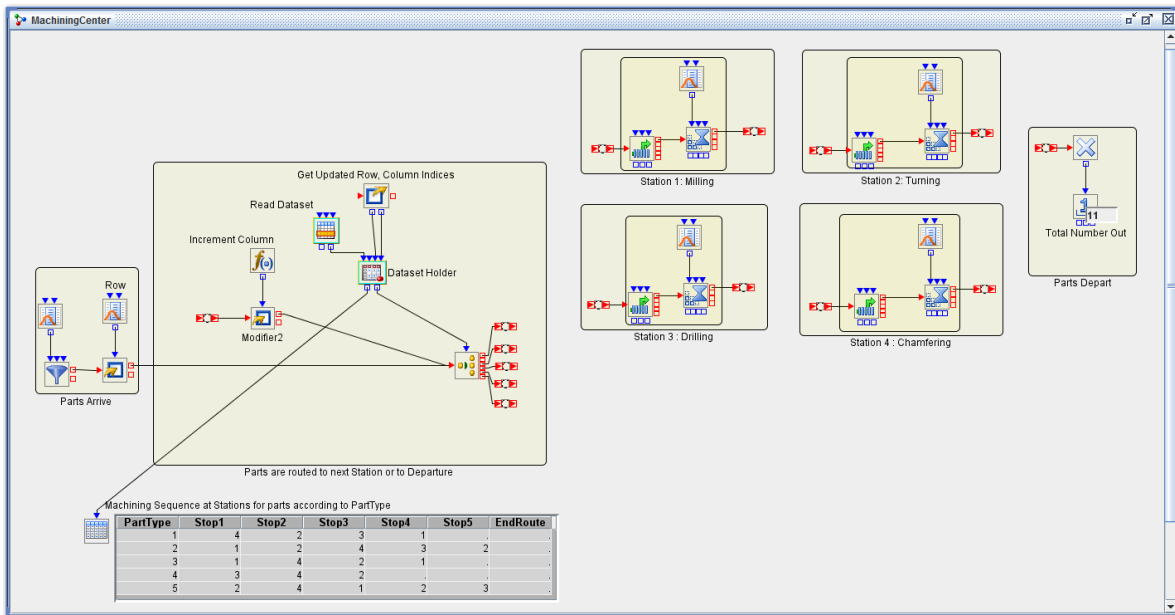 MachiningCenter
Station 1: Milling
Station 2: Turning
Station 3 : Drilling
Station 4 : Chamfering
11
Total Number Out
Parts Depart
Get Updated Row, Column Indices
Read Dataset
Increment Column
Dataset Holder
Modifier2
Row
Parts Arrive
Parts are routed to next Station or to Departure
Machining Sequence at Stations for parts according to PartType
PartType Stop1 Stop2 Stop3 Stop4 Stop5 EndRoute
1 4 2 3 1 . .
2 1 2 4 3 2 .
3 1 4 2 1 . .
4 3 4 2 . . .
5 2 4 1 2 3 .